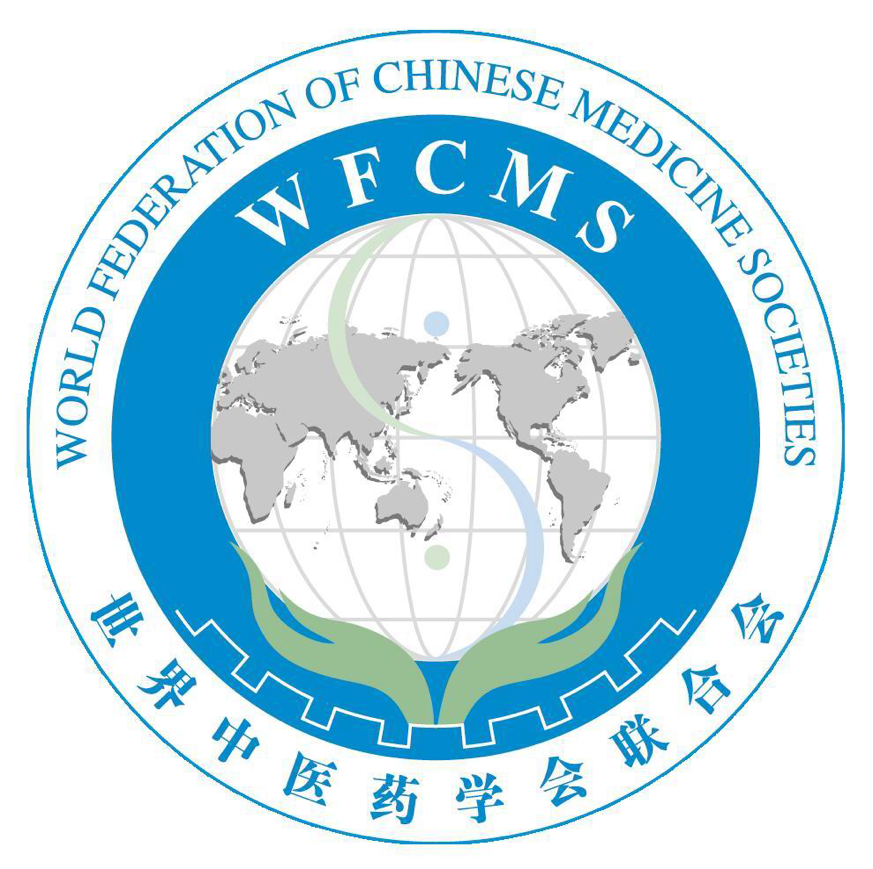 WORLD FEDERATION OF CHINESE MEDICINE SOCIETIES
WFCMS
世界中医药学会联合会